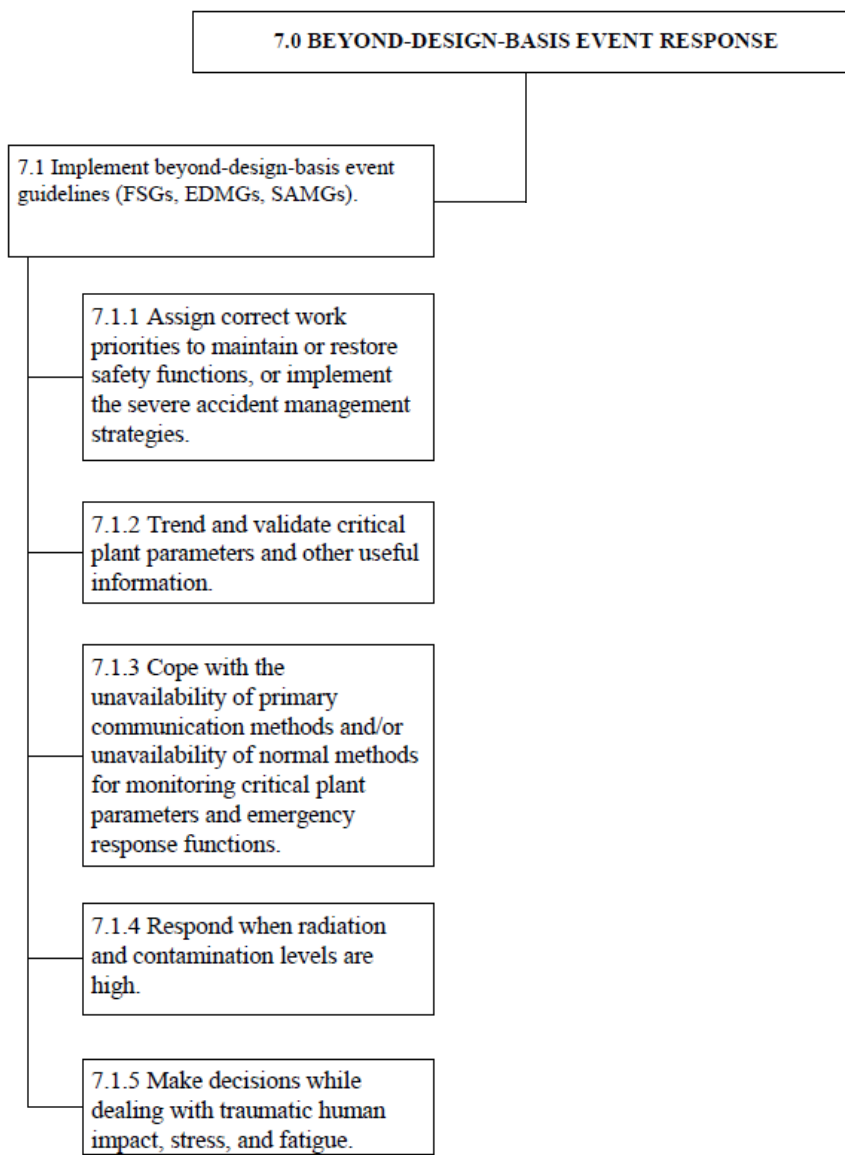 7.0 BEYOND-DESIGN-BASIS EVENT RESPONSE
7.1 Implement beyond-design-basis event
guidelines (FSGs, EDMGs, SAMGs).
7.1.1 Assign correct work
priorities to maintain or restore
safety functions, or implement
the severe accident management
strategies.
7.1.2 Trend and validate critical
plant parameters and other useful
information.
7.1.3 Cope with the
unavailability of primary
communication methods and/or
unavailability of normal methods
for monitoring critical plant
parameters and emergency
response functions.
7.1.4 Respond when radiation
and contamination levels are
high.
7.1.5 Make decisions while
dealing with traumatic human
impact, stress, and fatigue.